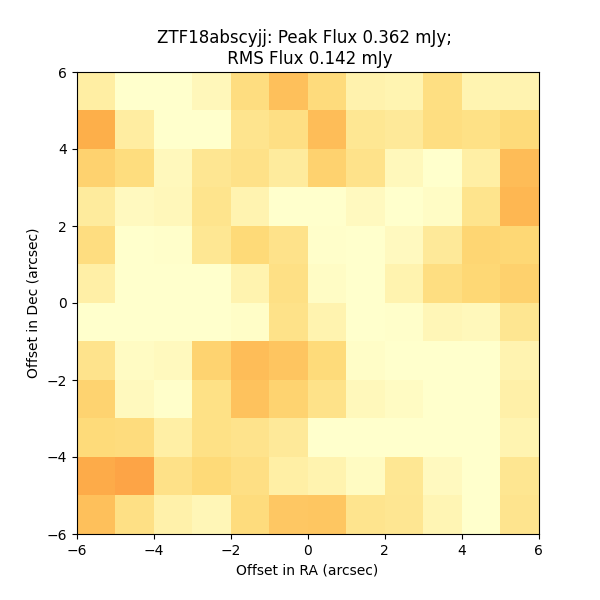 ZTF18abscyjj: Peak Flux 0.362 mJy;
RMS Flux 0.142 mJy
6
4
2
0
−2
−4
−6
Offset in Dec (arcsec)
−6 −4 −2 0 2 4 6
Offset in RA (arcsec)